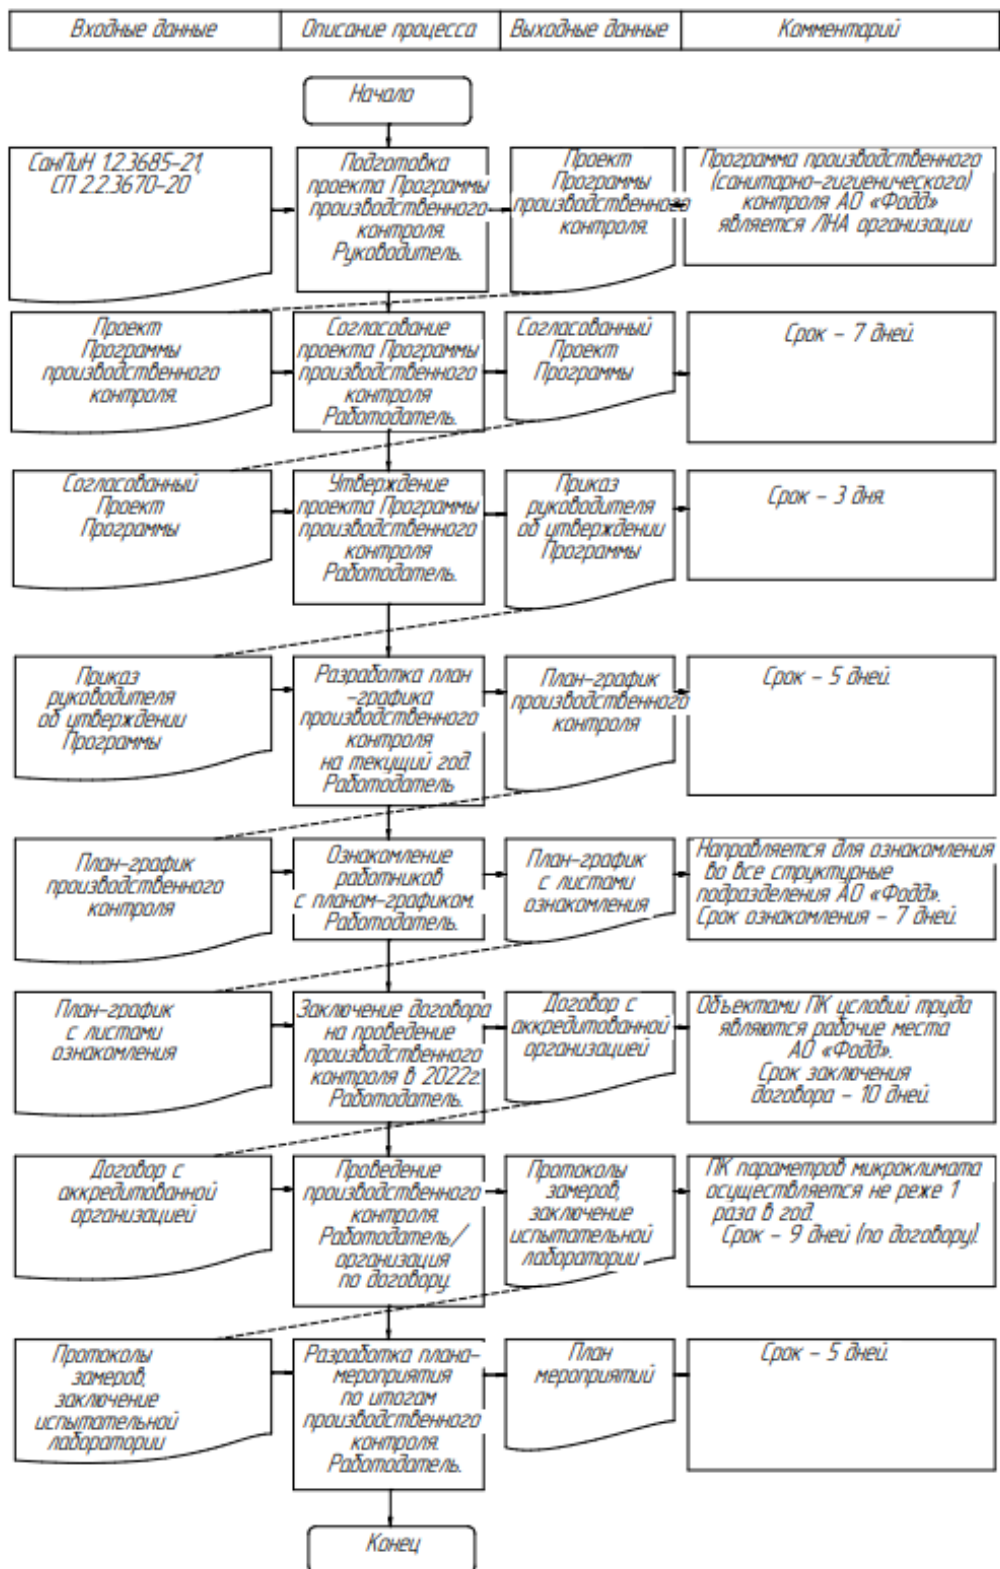 Входные данные
Описание процесса
Выходные данные
Комментарий
Начало
СанПиН 1.2.3685-21,
СП 2.2.3670-20
Подготовка
проекта Программы
производственного
контроля.
Руководитель.
Проект
Программы
производственного
контроля.
Программа производственного
(санитарно-гигиенического)
контроля АО «Фодд»
является ЛНА организации
Проект
Программы
производственного
контроля.
Согласование
проекта Программы
производственного
контроля
Работодатель.
Согласованный
Проект
Программы
Срок - 7 дней.
Согласованный
Проект
Программы
Утверждение
проекта Программы
производственного
контроля
Работодатель.
Приказ
руководителя
об утверждении
Программы
Срок - 3 дня.
Приказ
руководителя
об утверждении
Программы
Разработка план
-графика
производственного
контроля
на текущий год.
Работодатель
План-график
производственного
контроля
Срок - 5 дней.
План-график
производственного
контроля
Ознакомление
работников
с планом-графиком.
Работодатель.
План-график
с листами
ознакомления
Направляется для ознакомления
во все структурные
подразделения АО «Фодд».
Срок ознакомления - 7 дней.
План-график
с листами
ознакомления
Заключение договора
на проведение
производственного
контроля в 2022г.
Работодатель.
Договор с
аккредитованной
организацией
Объектами ПК условий труда
являются рабочие места
АО «Фодд».
Срок заключения
договора - 10 дней.
Договор с
аккредитованной
организацией
Проведение
производственного
контроля.
Работодатель/
организация
по договору.
Протоколы
замеров,
заключение
испытательной
лаборатории
ПК параметров микроклимата
осуществляется не реже 1
раза в год.
Срок - 9 дней (по договору).
Протоколы
замеров,
заключение
испытательной
лаборатории
Разработка плана-
мероприятия
по итогам
производственного
контроля.
Работодатель.
План
мероприятий
Срок - 5 дней.
Конец